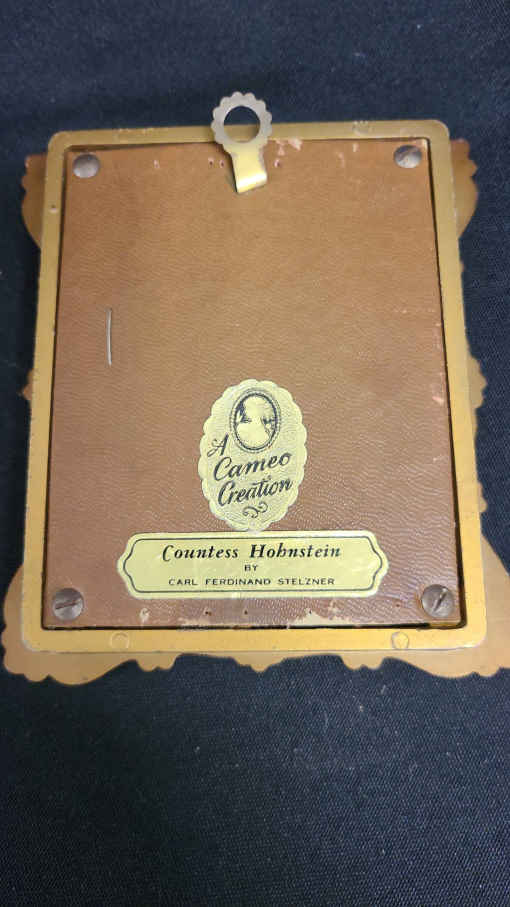 A
Cameo
Creation
Countess Hohnstein
BY
CARL FERDINAND STELZNER